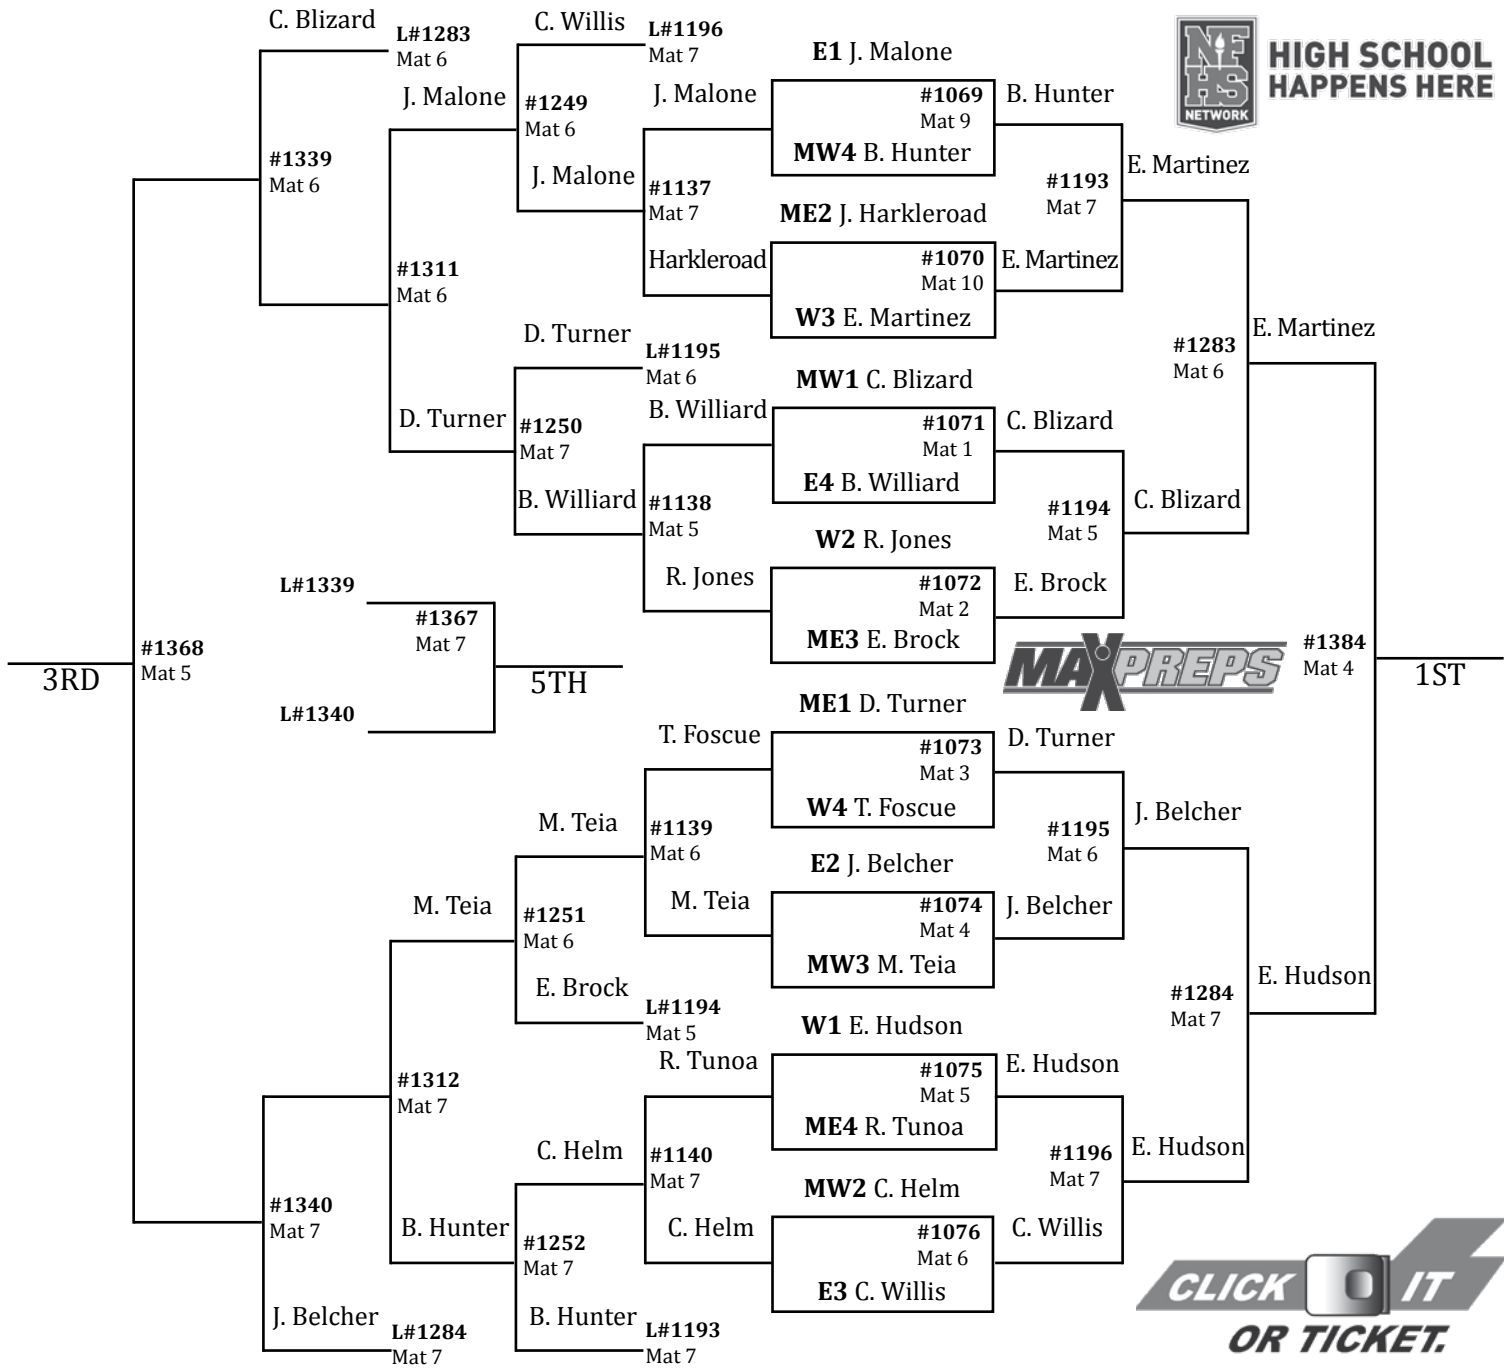 C. Blizard
L#1283
Mat 6
C. Willis
L#1196
Mat 7
E1 J. Malone
NFHS
NETWORK
HIGH SCHOOL
HAPPENS HERE
J. Malone
#1249
Mat 6
J. Malone
#1069
Mat 9
B. Hunter
MW4 B. Hunter
#1339
Mat 6
J. Malone
#1137
Mat 7
#1193
Mat 7
E. Martinez
ME2 J. Harkleroad
#1311
Mat 6
Harkleroad
#1070
Mat 10
E. Martinez
W3 E. Martinez
D. Turner
L#1195
Mat 6
#1283
Mat 6
E. Martinez
MW1 C. Blizard
D. Turner
#1250
Mat 7
B. Williard
#1071
Mat 1
C. Blizard
E4 B. Williard
B. Williard
#1138
Mat 5
#1194
Mat 5
C. Blizard
W2 R. Jones
R. Jones
#1072
Mat 2
E. Brock
ME3 E. Brock
L#1339
#1367
Mat 7
#1368
Mat 5
3RD
5TH
L#1340
MAXPREPS
#1384
Mat 4
1ST
ME1 D. Turner
T. Foscue
#1073
Mat 3
D. Turner
W4 T. Foscue
M. Teia
#1139
Mat 6
#1195
Mat 6
J. Belcher
E2 J. Belcher
M. Teia
#1251
Mat 6
M. Teia
#1074
Mat 4
J. Belcher
MW3 M. Teia
E. Brock
L#1194
Mat 5
#1284
Mat 7
E. Hudson
W1 E. Hudson
R. Tunoa
#1075
Mat 5
E. Hudson
ME4 R. Tunoa
#1312
Mat 7
C. Helm
#1140
Mat 7
#1196
Mat 7
E. Hudson
MW2 C. Helm
#1340
Mat 7
B. Hunter
#1252
Mat 7
C. Helm
#1076
Mat 6
C. Willis
E3 C. Willis
J. Belcher
L#1284
Mat 7
B. Hunter
L#1193
Mat 7
CLICK IT
OR TICKET.